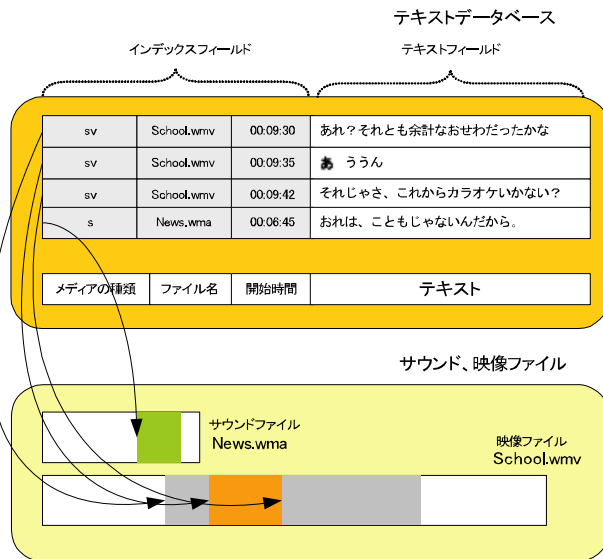 テキストデータベース
インデックスフィールド テキストフィールド
sv School.wmv 00:09:30 あれ？それとも余計なおせわだったかな
sv School.wmv 00:09:35 あ ううん
sv School.wmv 00:09:42 それじゃさ、これからカラオケいかない？
s News.wma 00:06:45 おれは、こともじゃないんだから。
メディアの種類 ファイル名 開始時間 テキスト
サウンド、映像ファイル
サウンドファイル
News.wma
映像ファイル
School.wmv